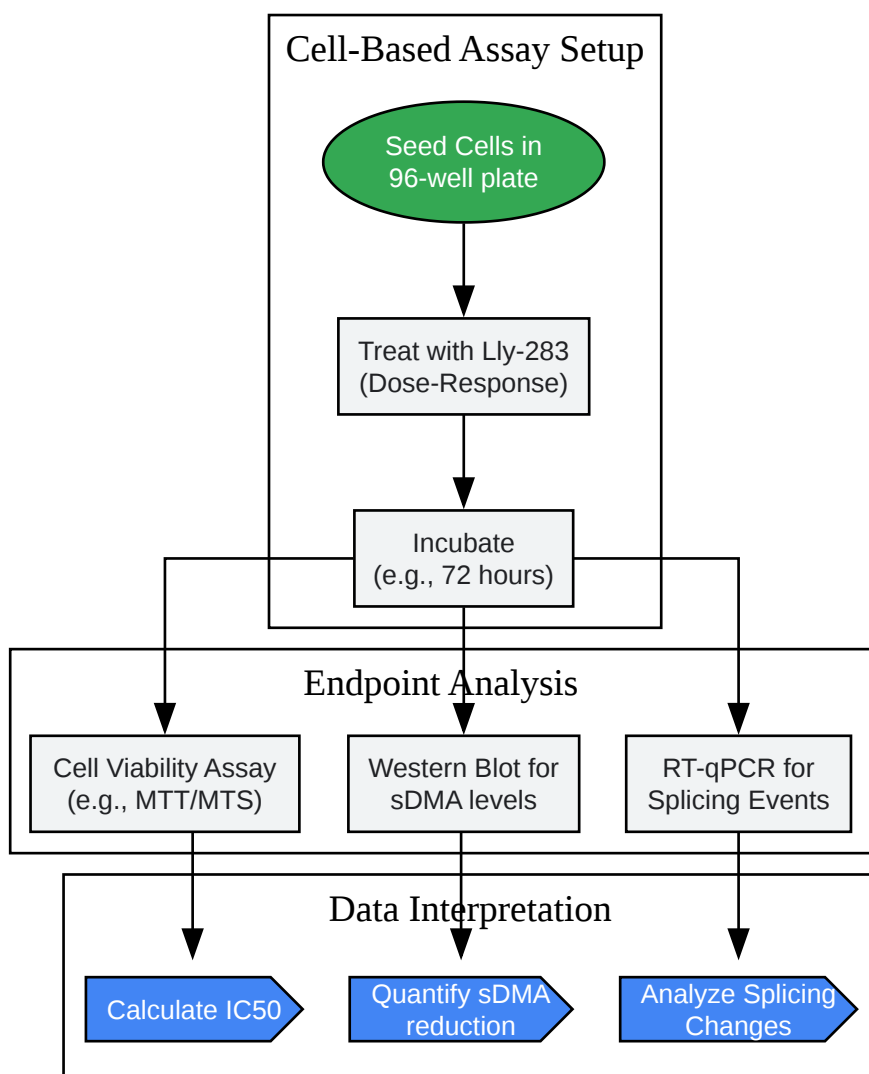 Cell-Based Assay Setup
Seed Cells in
96-well plate
Treat with Lly-283
(Dose-Response)
Incubate
(e.g., 72 hours)
Endpoint Analysis
Cell Viability Assay
(e.g., MTT/MTS)
Western Blot for
sDMA levels
RT-qPCR for
Splicing Events
Data Interpretation
Calculate IC50
Quantify sDMA
reduction
Analyze Splicing
Changes